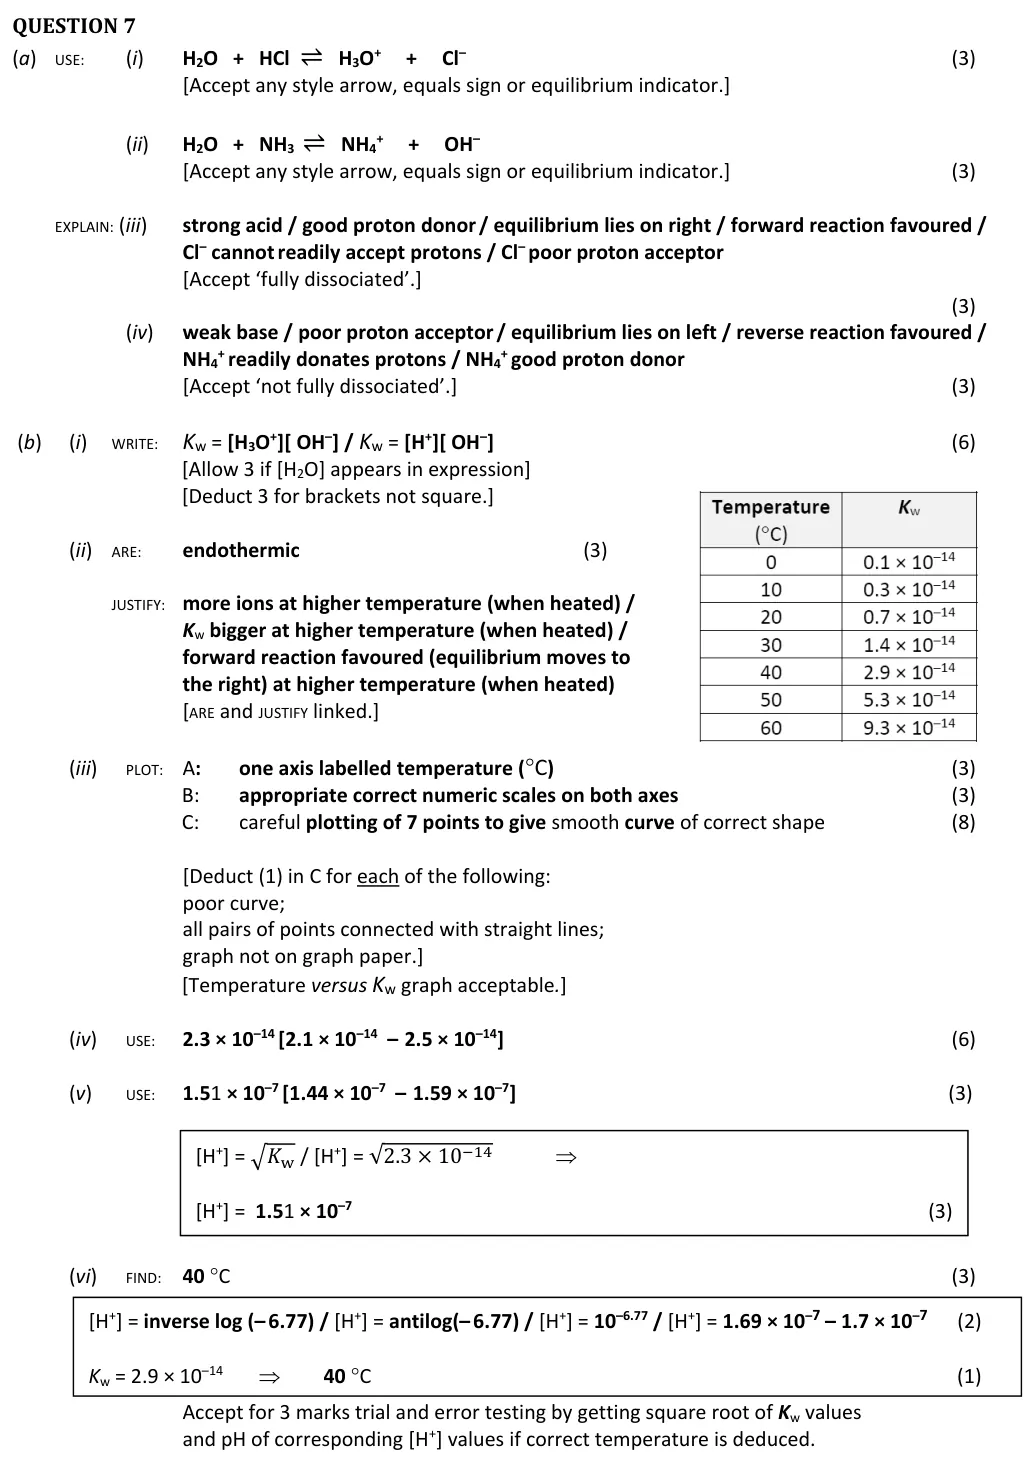 QUESTION 7
(a) USE: (i) H₂O + HCl ⇌ H₃O⁺ + Cl⁻ (3)
[Accept any style arrow, equals sign or equilibrium indicator.]
(ii) H₂O + NH₃ ⇌ NH₄⁺ + OH⁻
[Accept any style arrow, equals sign or equilibrium indicator.] (3)
EXPLAIN: (iii) strong acid / good proton donor / equilibrium lies on right / forward reaction favoured /
Cl⁻ cannot readily accept protons / Cl⁻ poor proton acceptor
[Accept ‘fully dissociated’.]
(3)
(iv) weak base / poor proton acceptor / equilibrium lies on left / reverse reaction favoured /
NH₄⁺ readily donates protons / NH₄⁺ good proton donor
[Accept ‘not fully dissociated’.] (3)
(b) (i) WRITE: Kw = [H₃O⁺][ OH⁻] / Kw = [H⁺][ OH⁻] (6)
[Allow 3 if [H₂O] appears in expression]
[Deduct 3 for brackets not square.]
(ii) ARE: endothermic (3)
JUSTIFY: more ions at higher temperature (when heated) /
Kw bigger at higher temperature (when heated) /
forward reaction favoured (equilibrium moves to
the right) at higher temperature (when heated)
[ARE and JUSTIFY linked.]
Temperature (°C) Kw
0 0.1 × 10⁻¹⁴
10 0.3 × 10⁻¹⁴
20 0.7 × 10⁻¹⁴
30 1.4 × 10⁻¹⁴
40 2.9 × 10⁻¹⁴
50 5.3 × 10⁻¹⁴
60 9.3 × 10⁻¹⁴
(iii) PLOT: A: one axis labelled temperature (°C) (3)
B: appropriate correct numeric scales on both axes (3)
C: careful plotting of 7 points to give smooth curve of correct shape (8)
[Deduct (1) in C for each of the following:
poor curve;
all pairs of points connected with straight lines;
graph not on graph paper.]
[Temperature versus Kw graph acceptable.]
(iv) USE: 2.3 × 10⁻¹⁴ [2.1 × 10⁻¹⁴ – 2.5 × 10⁻¹⁴] (6)
(v) USE: 1.51 × 10⁻⁷ [1.44 × 10⁻⁷ – 1.59 × 10⁻⁷] (3)
[H⁺] = √Kw / [H⁺] = √2.3 × 10⁻¹⁴ ⇒
[H⁺] = 1.51 × 10⁻⁷ (3)
(vi) FIND: 40 °C (3)
[H⁺] = inverse log (–6.77) / [H⁺] = antilog(–6.77) / [H⁺] = 10⁻⁶·⁷⁷ / [H⁺] = 1.69 × 10⁻⁷ – 1.7 × 10⁻⁷ (2)
Kw = 2.9 × 10⁻¹⁴ ⇒ 40 °C (1)
Accept for 3 marks trial and error testing by getting square root of Kw values
and pH of corresponding [H⁺] values if correct temperature is deduced.